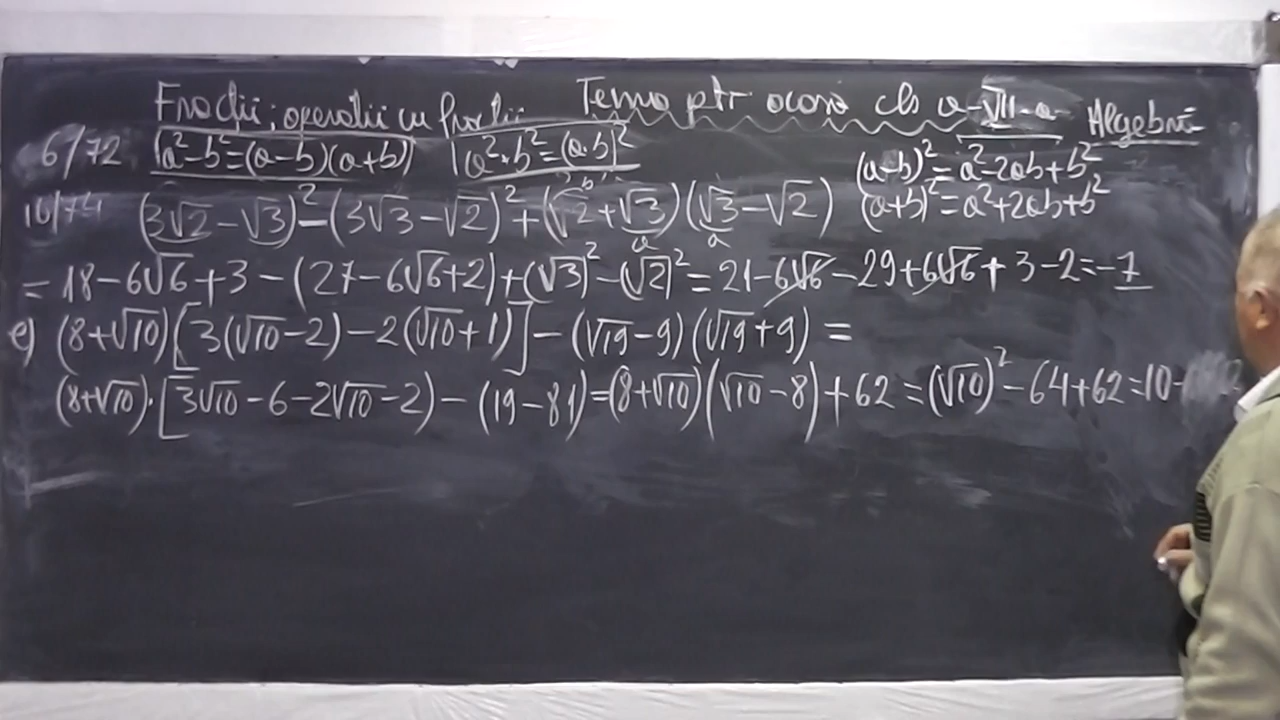 Fracții; operații cu fracții Temă ptr acasă cls a-VII-a Algebră
6/72 a²-b²=(a-b)(a+b) a²·b²=(a·b)² (a-b)²=a²-2ab+b²
16/74 (3√2-√3)²-(3√3-√2)²+(√2+√3)(√3-√2) (a+b)²=a²+2ab+b²
b a a
=18-6√6+3-(27-6√6+2)+(√3)²-(√2)²=21-6√6-29+6√6+3-2=-7
e) (8+√10)[3(√10-2)-2(√10+1)]-(√19-9)(√19+9)=
(8+√10)·[3√10-6-2√10-2)-(19-81)=(8+√10)(√10-8)+62=(√10)²-64+62=10-